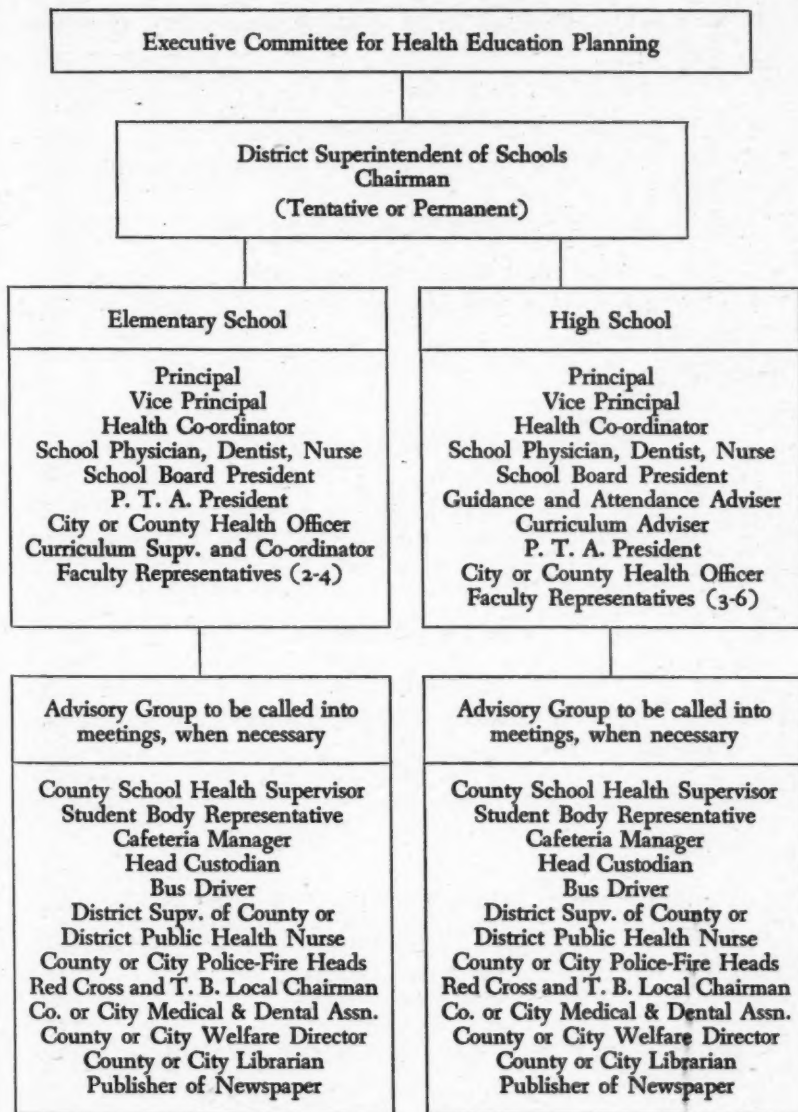 Executive Committee for Health Education Planning
District Superintendent of Schools
Chairman
(Tentative or Permanent)
Elementary School
Principal
Vice Principal
Health Co-ordinator
School Physician, Dentist, Nurse
School Board President
P. T. A. President
City or County Health Officer
Curriculum Supv. and Co-ordinator
Faculty Representatives (2-4)
High School
Principal
Vice Principal
Health Co-ordinator
School Physician, Dentist, Nurse
School Board President
Guidance and Attendance Adviser
Curriculum Adviser
P. T. A. President
City or County Health Officer
Faculty Representatives (3-6)
Advisory Group to be called into
meetings, when necessary
County School Health Supervisor
Student Body Representative
Cafeteria Manager
Head Custodian
Bus Driver
District Supv. of County or
District Public Health Nurse
County or City Police-Fire Heads
Red Cross and T. B. Local Chairman
Co. or City Medical & Dental Assn.
County or City Welfare Director
County or City Librarian
Publisher of Newspaper
Advisory Group to be called into
meetings, when necessary
County School Health Supervisor
Student Body Representative
Cafeteria Manager
Head Custodian
Bus Driver
District Supv. of County or
District Public Health Nurse
County or City Police-Fire Heads
Red Cross and T. B. Local Chairman
Co. or City Medical & Dental Assn.
County or City Welfare Director
County or City Librarian
Publisher of Newspaper